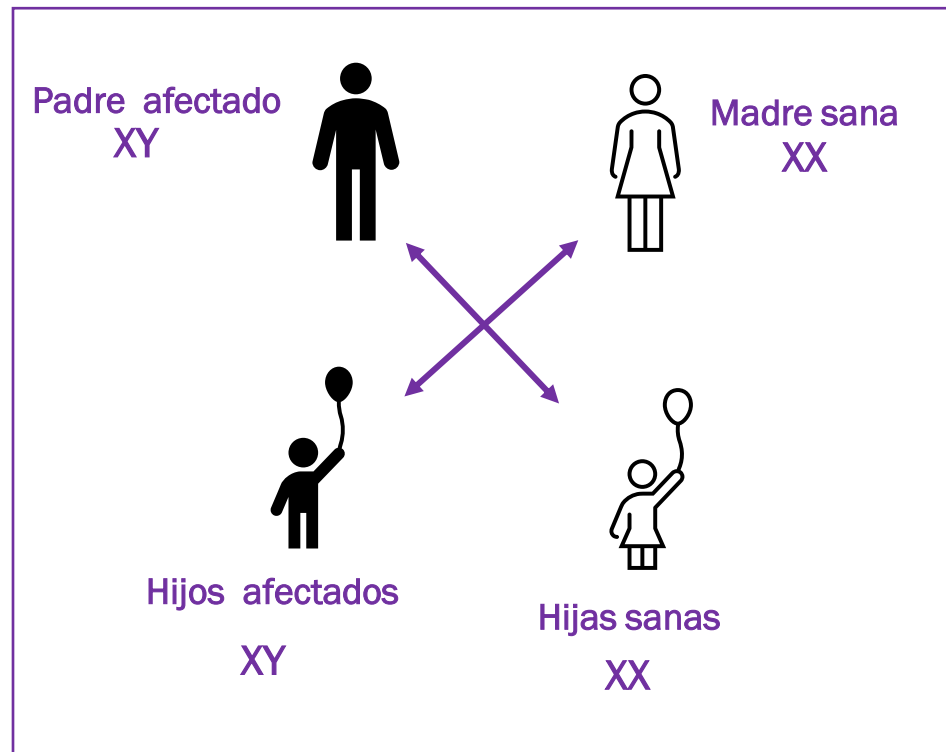 Padre afectado
XY
Madre sana
XX
Hijos afectados
XY
Hijas sanas
XX